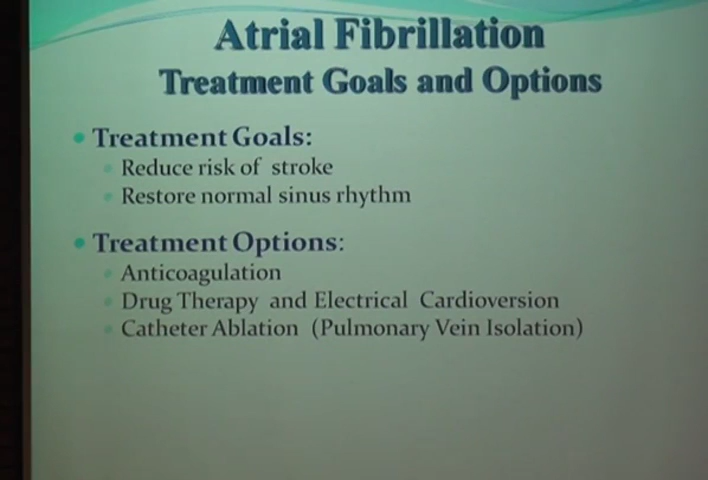 Atrial Fibrillation
Treatment Goals and Options
Treatment Goals:
Reduce risk of stroke
Restore normal sinus rhythm
Treatment Options:
Anticoagulation
Drug Therapy and Electrical Cardioversion
Catheter Ablation (Pulmonary Vein Isolation)